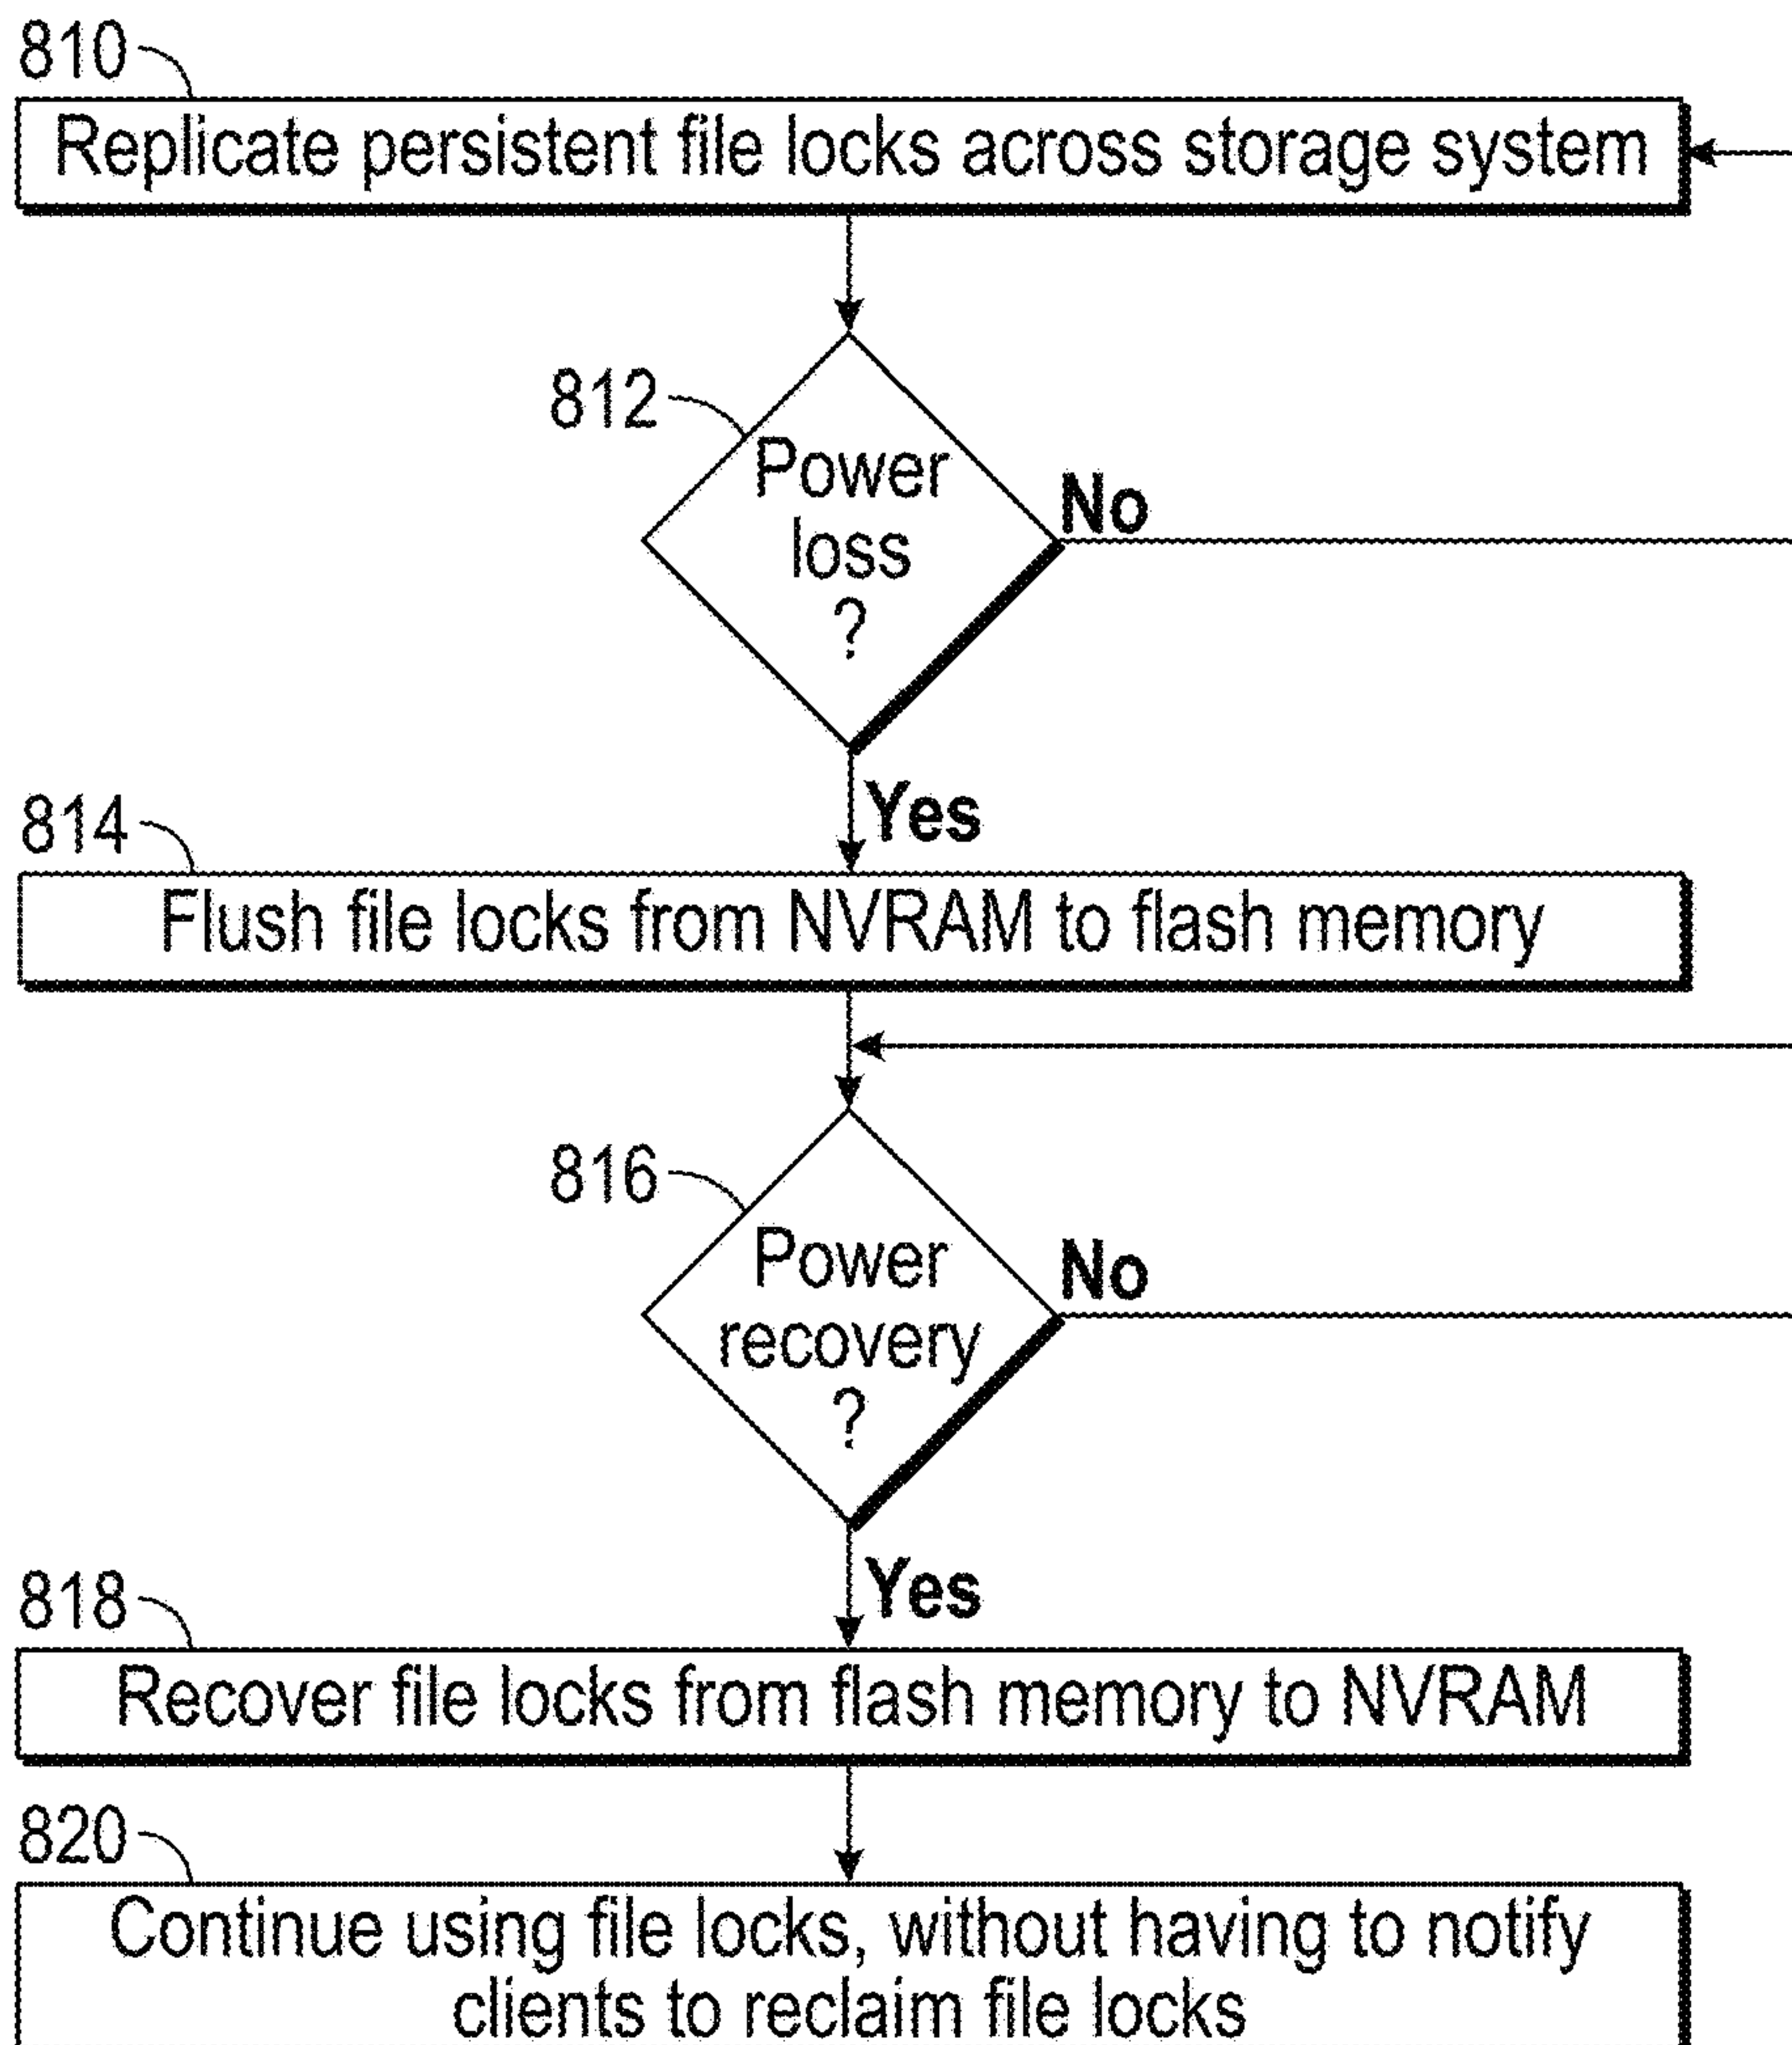 810
Replicate persistent file locks across storage system
812
Power
loss
?
No
Yes
814
Flush file locks from NVRAM to flash memory
816
Power
recovery
?
No
Yes
818
Recover file locks from flash memory to NVRAM
820
Continue using file locks, without having to notify
clients to reclaim file locks